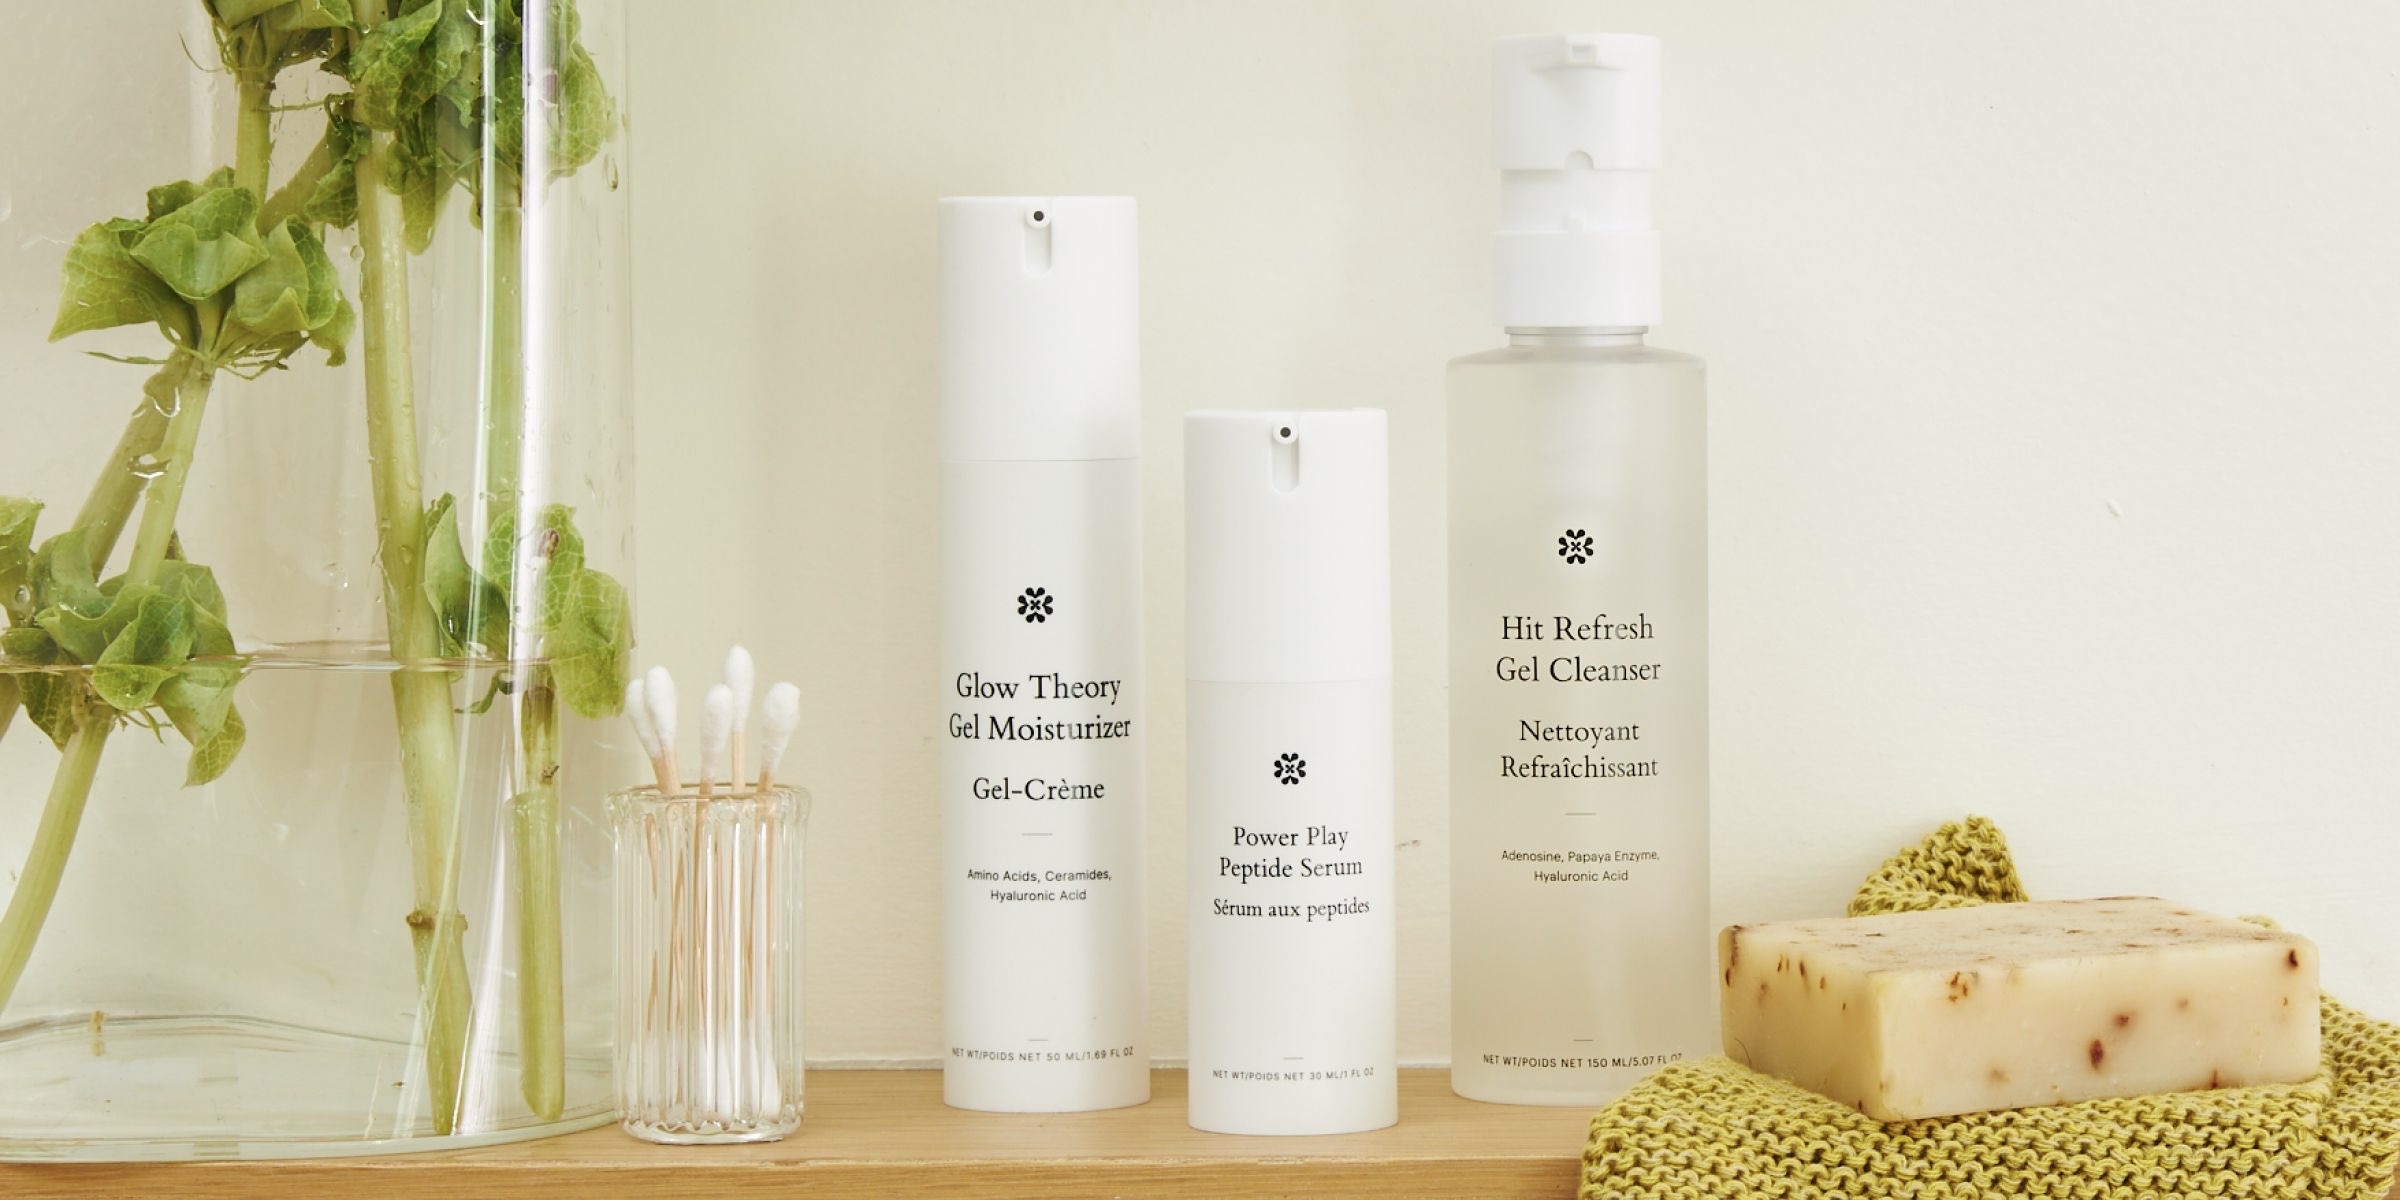 Glow Theory
Gel Moisturizer
Gel-Crème
Amino Acids, Ceramides,
Hyaluronic Acid
NET WT/POIDS NET 50 ML/1.69 FL OZ
Power Play
Peptide Serum
Sérum aux peptides
NET WT/POIDS NET 30 ML/1 FL OZ
Hit Refresh
Gel Cleanser
Nettoyant
Refraîchissant
Adenosine, Papaya Enzyme,
Hyaluronic Acid
NET WT/POIDS NET 150 ML/5.07 FL OZ